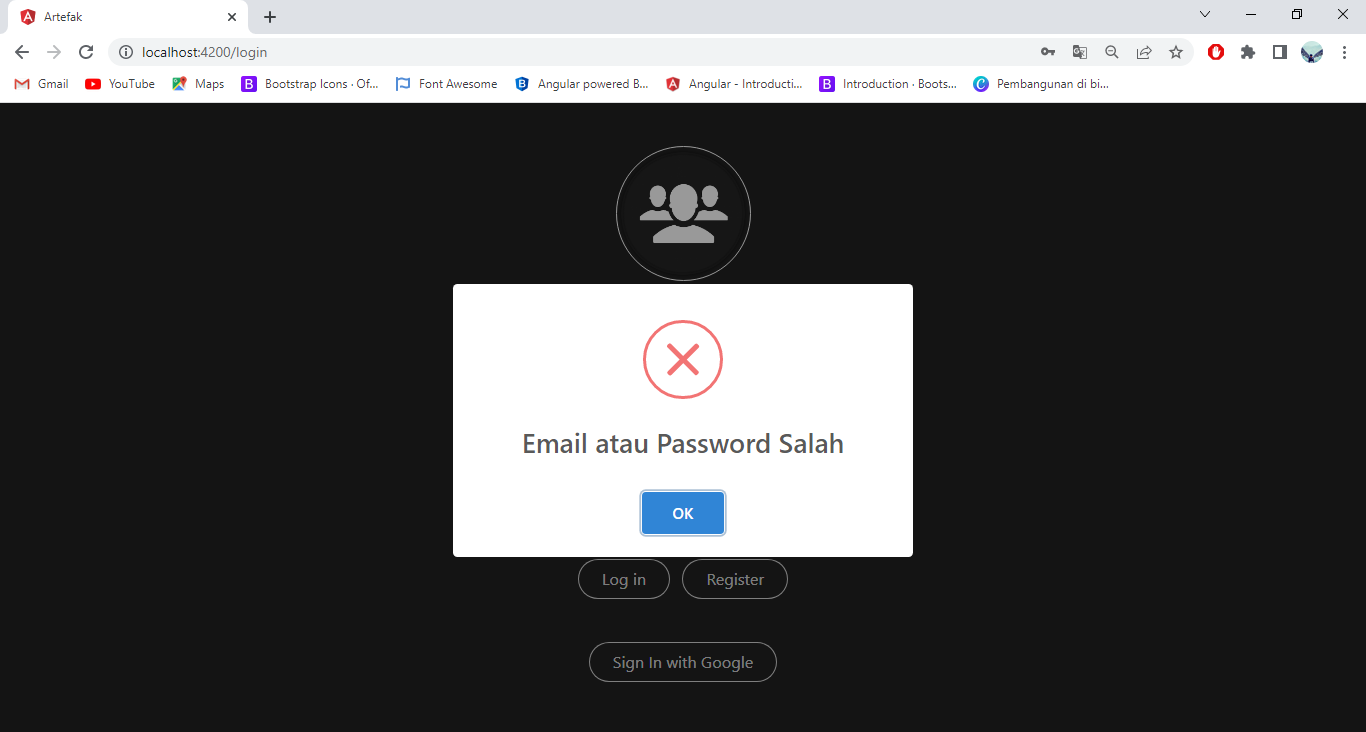 Artefak
localhost:4200/login
Gmail YouTube Maps Bootstrap Icons · Of... Font Awesome Angular powered B... Angular - Introducti... Introduction · Boots... Pembangunan di bi...
Email atau Password Salah
OK
Log in Register
Sign In with Google